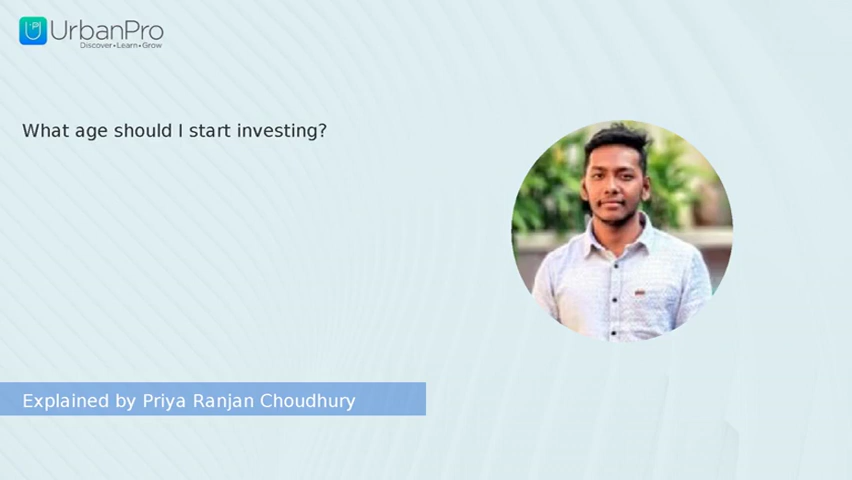 UrbanPro
Discover•Learn•Grow
What age should I start investing?
Explained by Priya Ranjan Choudhury